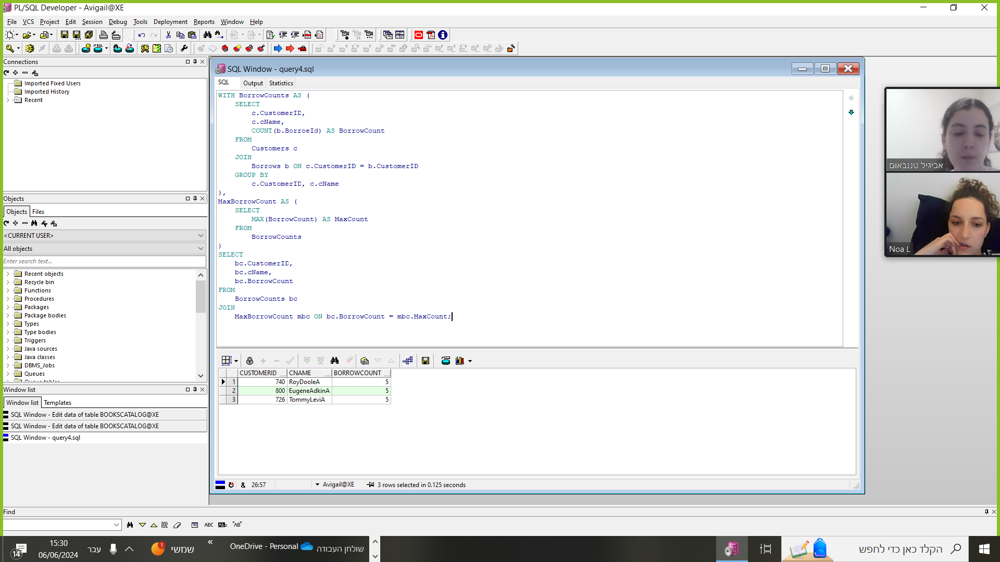 PL/SQL Developer - Avigail@XE
File VCS Project Edit Session Debug Tools Deployment Reports Window Help
Connections
Imported Fixed Users
Imported History
Recent
Objects
Objects Files
<CURRENT USER>
All objects
Enter search text...
Recent objects
Recycle bin
Functions
Procedures
Packages
Package bodies
Types
Type bodies
Triggers
Java sources
Java classes
DBMS_Jobs
Queues
Window list
Window list Templates
SQL Window - Edit data of table BOOKSCATALOG@XE
SQL Window - Edit data of table BOOKSCATALOG@XE
SQL Window - query4.sql
SQL Window - query4.sql
SQL Output Statistics
WITH BorrowCounts AS (
SELECT
c.CustomerID,
c.cName,
COUNT(b.BorroeId) AS BorrowCount
FROM
Customers c
JOIN
Borrows b ON c.CustomerID = b.CustomerID
GROUP BY
c.CustomerID, c.cName
),
MaxBorrowCount AS (
SELECT
MAX(BorrowCount) AS MaxCount
FROM
BorrowCounts
)
SELECT
bc.CustomerID,
bc.cName,
bc.BorrowCount
FROM
BorrowCounts bc
JOIN
MaxBorrowCount mbc ON bc.BorrowCount = mbc.MaxCount;
CUSTOMERID CNAME BORROWCOUNT
1 740 RoyDooleA 5
2 800 EugeneAdkinA 5
3 726 TommyLeviA 5
& 26:57 Avigail@XE 3 rows selected in 0.125 seconds
אביגיל טננבאום
Noa L
Find
ABC "AB"
14
15:30
06/06/2024
עבר
1
שמשי
«
OneDrive - Personal
שולחן העבודה
הקלד כאן כדי לחפש